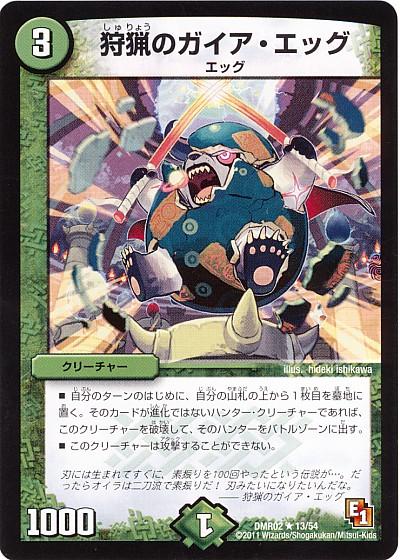 3
しゅりょう
狩猟のガイア・エッグ
エッグ
illus. hideki ishikawa
クリーチャー
■ 自分のターンのはじめに、自分の山札の上から1枚目を墓地に
置く。そのカードが進化ではないハンター・クリーチャーであれば、
このクリーチャーを破壊して、そのハンターをバトルゾーンに出す。
■ このクリーチャーは攻撃することができない。
刃には生まれてすぐに、素振りを100回やったという伝説が…。だ
ったらオイラは二刀流で素振りだ！ 刃みたいになりたいんだな。
──狩猟のガイア・エッグ
1000
1
E1
DMR02 ★ 13/54
©2011 Wizards/Shogakukan/Mitsui-Kids